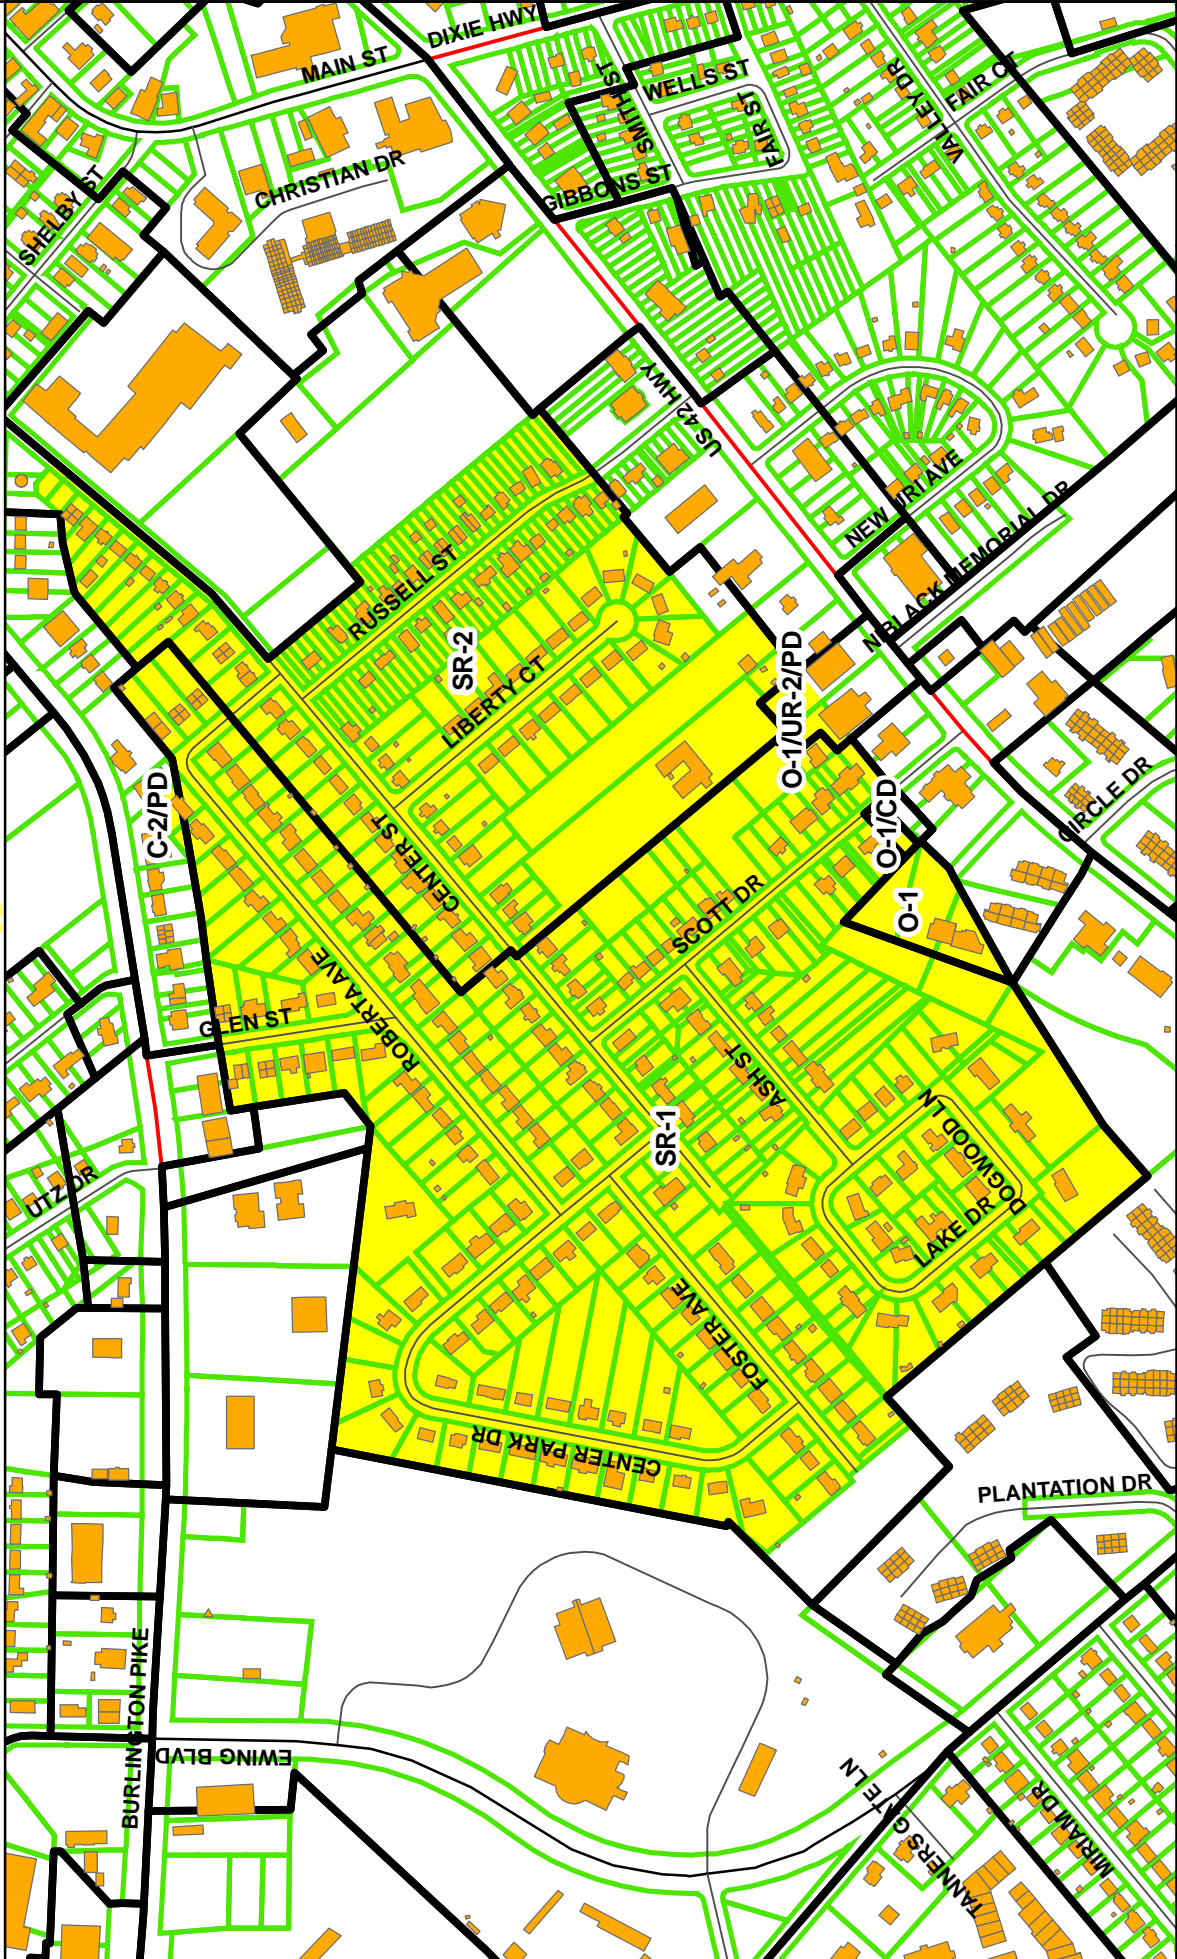 DIXIE HWY
MAIN ST
SMITH ST
WELLS ST
FAIR ST
VALLEY DR
FAIR CT
CHRISTIAN DR
SHELBY ST
GIBBONS ST
US 42 HWY
NEW URI AVE
N BLACK MEMORIAL DR
RUSSELL ST
SR-2
LIBERTY CT
O-1/UR-2/PD
C-2/PD
O-1/CD
CIRCLE DR
CENTER ST
SCOTT DR
O-1
ROBERTA AVE
GLEN ST
ASH ST
SR-1
DOGWOOD LN
LAKE DR
UTZ DR
FOSTER AVE
CENTER PARK DR
PLANTATION DR
BURLINGTON PIKE
EWING BLVD
TANNERS GATE LN
MIRIAM DR